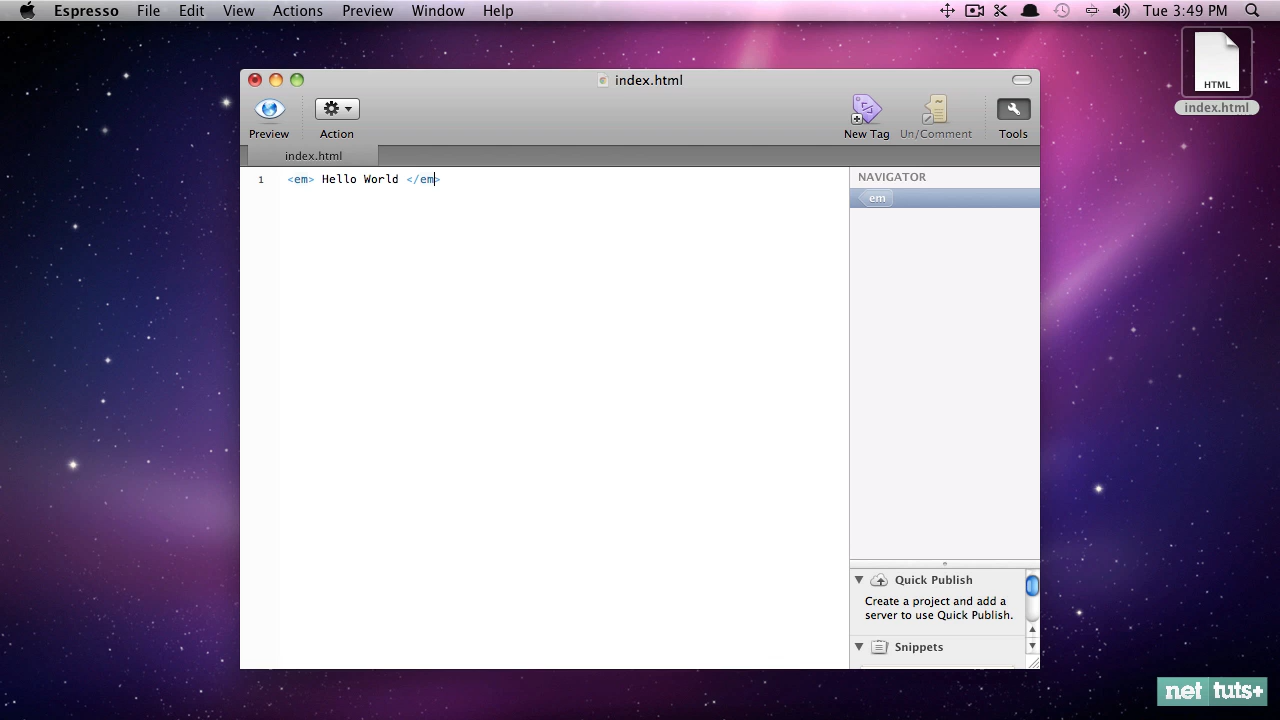 Espresso File Edit View Actions Preview Window Help Tue 3:49 PM
HTML
index.html
index.html
Preview Action New Tag Un/Comment Tools
index.html
1 <em> Hello World </em>
NAVIGATOR
em
Quick Publish
Create a project and add a
server to use Quick Publish.
Snippets
net tuts+